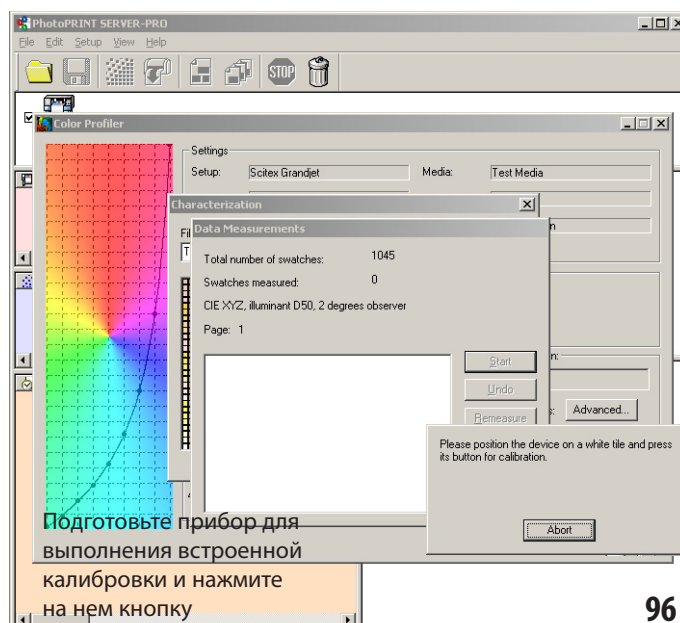 PhotoPRINT SERVER-PRO
File Edit Setup View Help
STOP
Color Profiler
Settings
Setup: Scitex Grandjet Media: Test Media
Characterization
Data Measurements
Total number of swatches: 1045
Swatches measured: 0
CIE XYZ, illuminant D50, 2 degrees observer
Page: 1
Start
Undo
Remeasure
Advanced...
Please position the device on a white tile and press
its button for calibration.
Abort
Подготовьте прибор для
выполнения встроенной
калибровки и нажмите
на нем кнопку
96